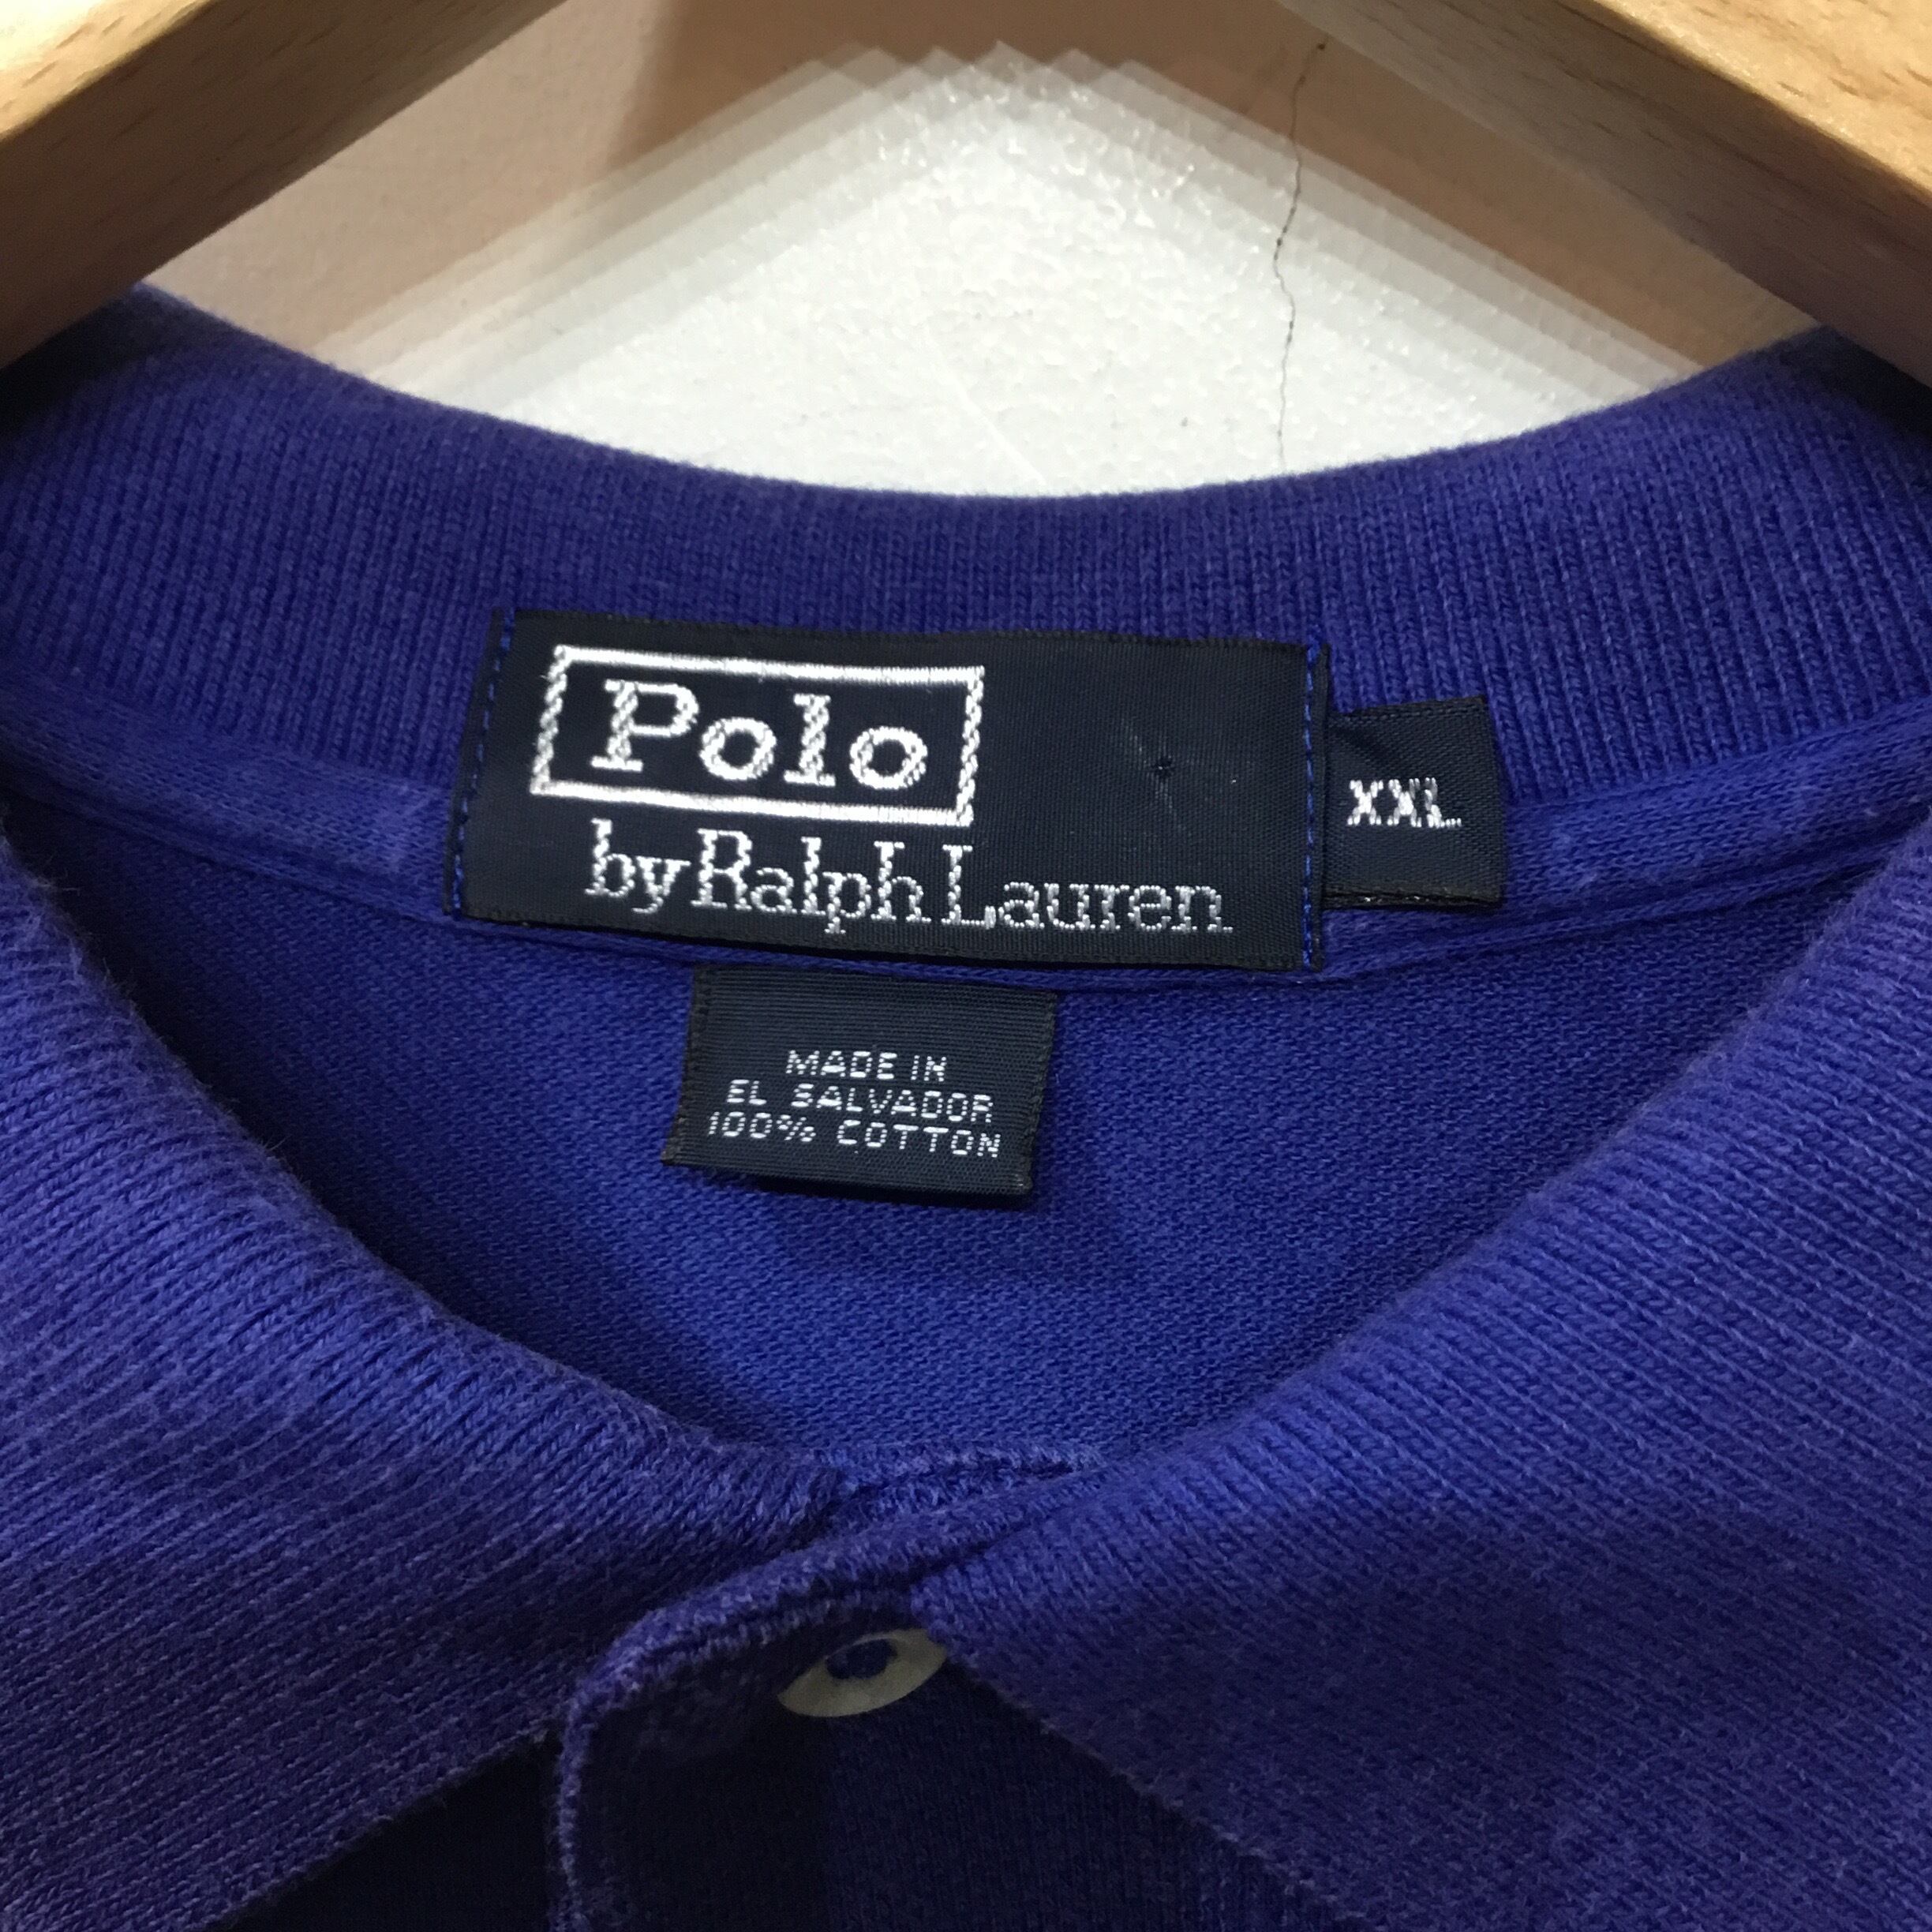 Polo
by Ralph Lauren
XXL
MADE IN
EL SALVADOR
100% COTTON